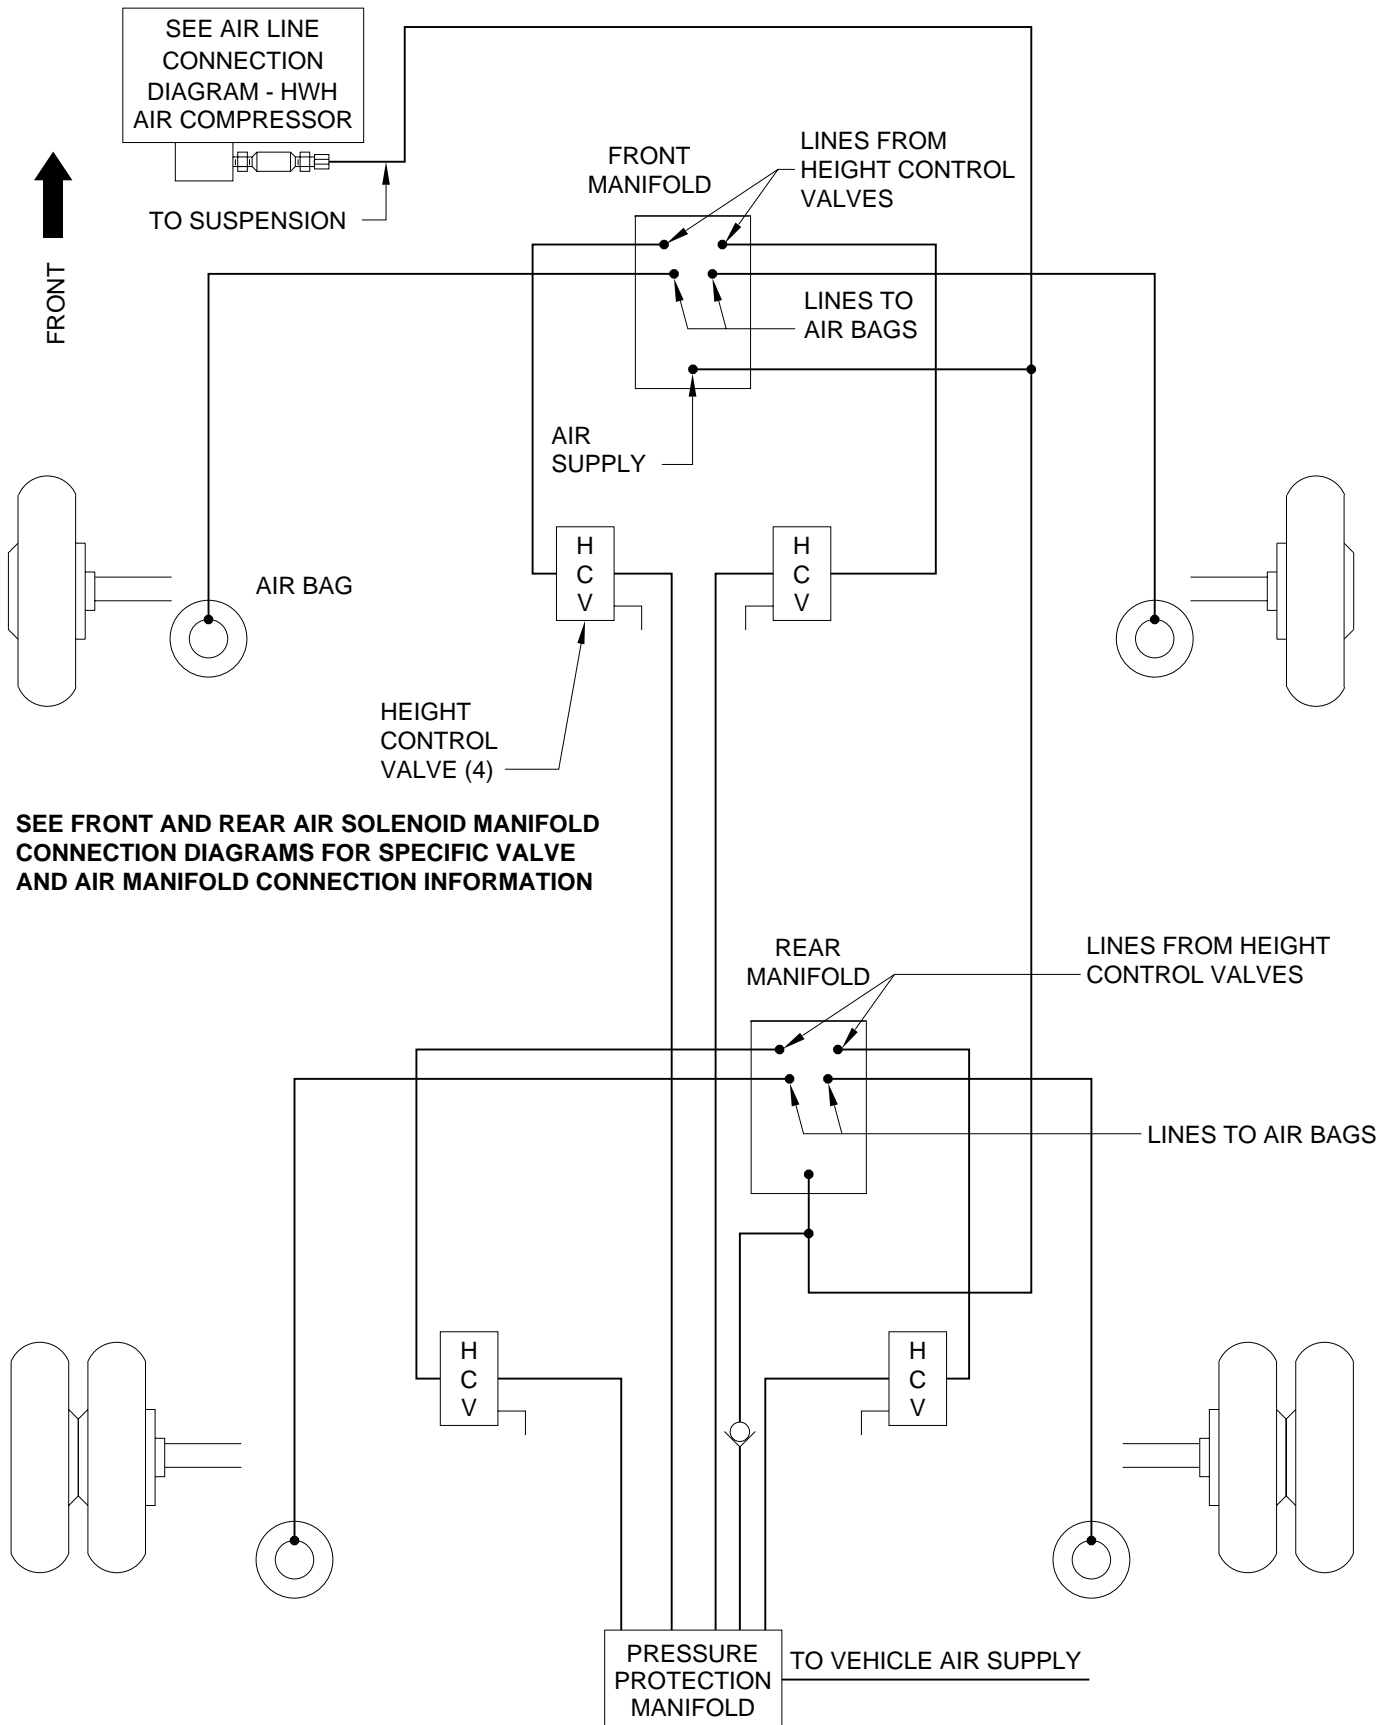 SEE AIR LINE
CONNECTION
DIAGRAM - HWH
AIR COMPRESSOR
TO SUSPENSION
FRONT
FRONT
MANIFOLD
LINES FROM
HEIGHT CONTROL
VALVES
LINES TO
AIR BAGS
AIR
SUPPLY
H
C
V
H
C
V
AIR BAG
HEIGHT
CONTROL
VALVE (4)
SEE FRONT AND REAR AIR SOLENOID MANIFOLD
CONNECTION DIAGRAMS FOR SPECIFIC VALVE
AND AIR MANIFOLD CONNECTION INFORMATION
REAR
MANIFOLD
LINES FROM HEIGHT
CONTROL VALVES
LINES TO AIR BAGS
H
C
V
H
C
V
PRESSURE
PROTECTION
MANIFOLD
TO VEHICLE AIR SUPPLY